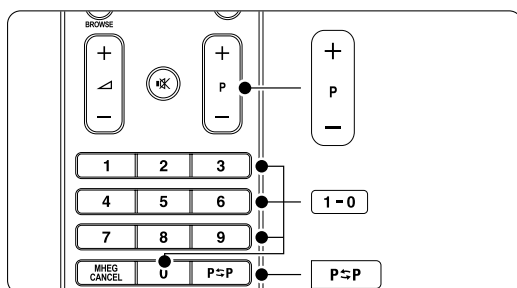 BROWSE
+ + +
P P
− − −
1 2 3
4 5 6 1-0
7 8 9
MHEG CANCEL 0 P⇆P P⇆P